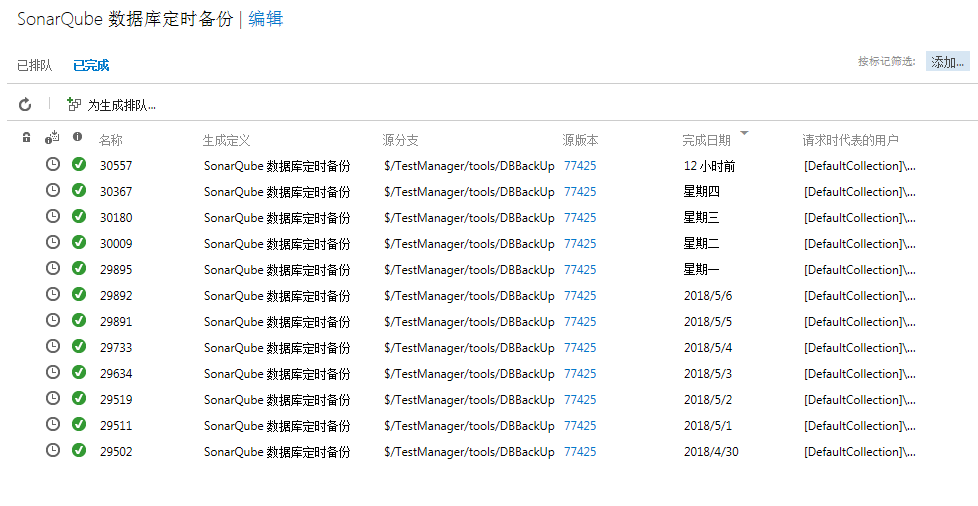 SonarQube 数据库定时备份 | 编辑
已排队 已完成 按标记筛选: 添加...
为生成排队...
名称 生成定义 源分支 源版本 完成日期 请求时代表的用户
30557 SonarQube 数据库定时备份 $/TestManager/tools/DBBackUp 77425 12 小时前 [DefaultCollection]\...
30367 SonarQube 数据库定时备份 $/TestManager/tools/DBBackUp 77425 星期四 [DefaultCollection]\...
30180 SonarQube 数据库定时备份 $/TestManager/tools/DBBackUp 77425 星期三 [DefaultCollection]\...
30009 SonarQube 数据库定时备份 $/TestManager/tools/DBBackUp 77425 星期二 [DefaultCollection]\...
29895 SonarQube 数据库定时备份 $/TestManager/tools/DBBackUp 77425 星期一 [DefaultCollection]\...
29892 SonarQube 数据库定时备份 $/TestManager/tools/DBBackUp 77425 2018/5/6 [DefaultCollection]\...
29891 SonarQube 数据库定时备份 $/TestManager/tools/DBBackUp 77425 2018/5/5 [DefaultCollection]\...
29733 SonarQube 数据库定时备份 $/TestManager/tools/DBBackUp 77425 2018/5/4 [DefaultCollection]\...
29634 SonarQube 数据库定时备份 $/TestManager/tools/DBBackUp 77425 2018/5/3 [DefaultCollection]\...
29519 SonarQube 数据库定时备份 $/TestManager/tools/DBBackUp 77425 2018/5/2 [DefaultCollection]\...
29511 SonarQube 数据库定时备份 $/TestManager/tools/DBBackUp 77425 2018/5/1 [DefaultCollection]\...
29502 SonarQube 数据库定时备份 $/TestManager/tools/DBBackUp 77425 2018/4/30 [DefaultCollection]\...